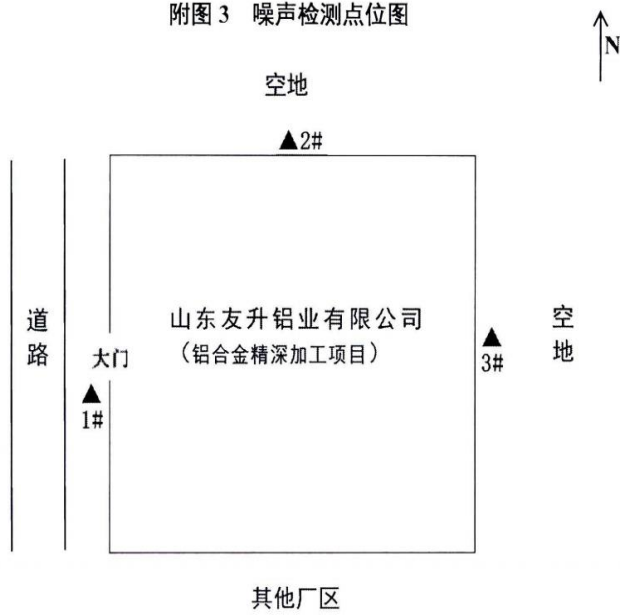 附图 3 噪声检测点位图
N
空地
▲2#
道路
山东友升铝业有限公司
（铝合金精深加工项目）
大门
空地
▲
3#
▲
1#
其他厂区